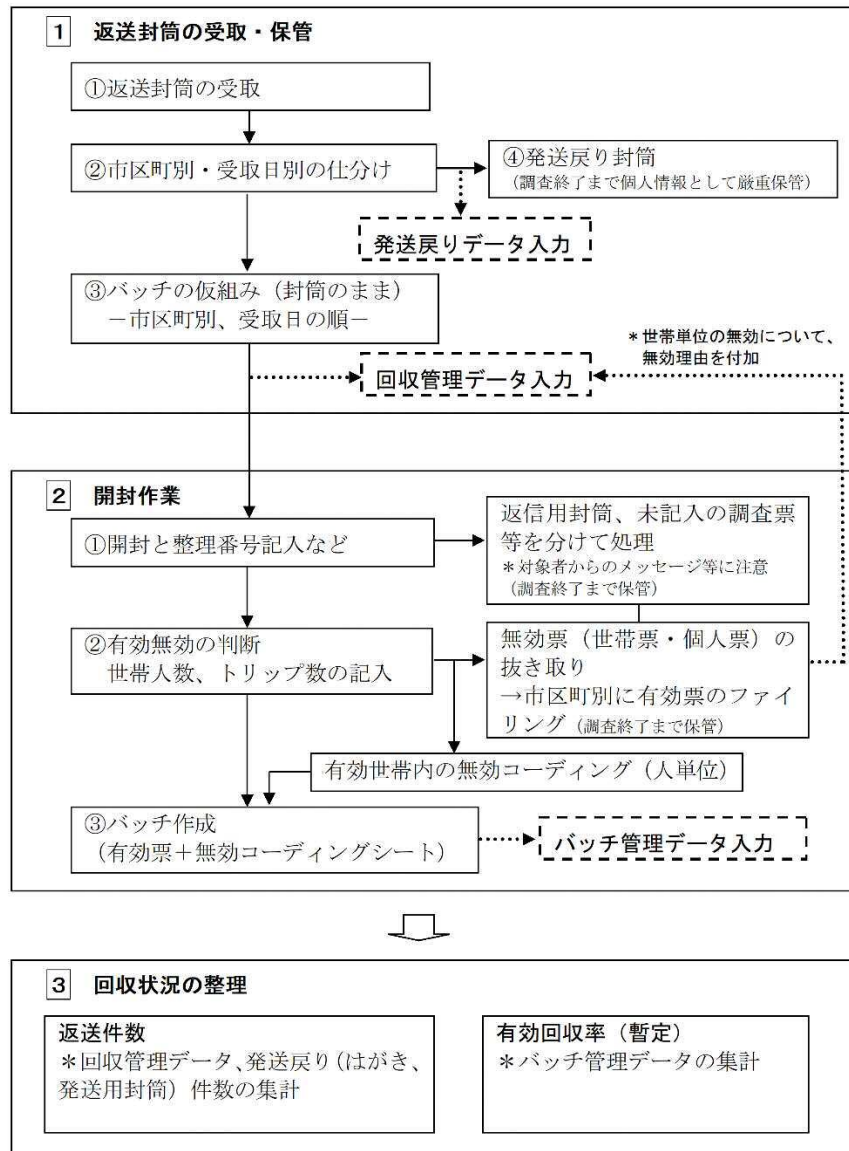 1 返送封筒の受取・保管
①返送封筒の受取
②市区町別・受取日別の仕分け
④発送戻り封筒
（調査終了まで個人情報として厳重保管）
発送戻りデータ入力
③バッチの仮組み（封筒のまま）
－市区町別、受取日の順－
＊世帯単位の無効について、
無効理由を付加
回収管理データ入力
2 開封作業
①開封と整理番号記入など
返信用封筒、未記入の調査票
等を分けて処理
＊対象者からのメッセージ等に注意
（調査終了まで保管）
②有効無効の判断
世帯人数、トリップ数の記入
無効票（世帯票・個人票）の
抜き取り
→市区町別に有効票のファイ
リング（調査終了まで保管）
有効世帯内の無効コーディング（人単位）
③バッチ作成
（有効票＋無効コーディングシート）
バッチ管理データ入力
3 回収状況の整理
返送件数
＊回収管理データ、発送戻り（はがき、
発送用封筒）件数の集計
有効回収率（暫定）
＊バッチ管理データの集計